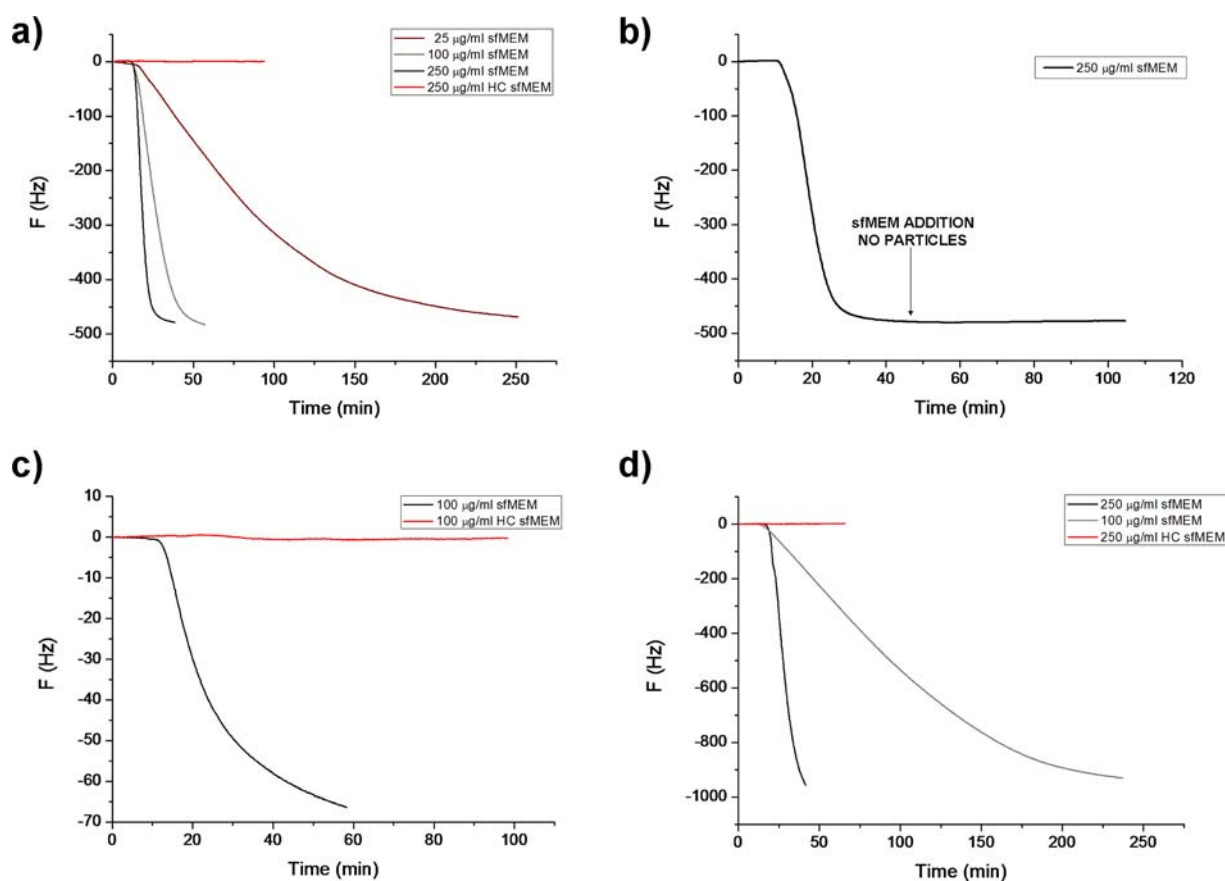 a)
25 μg/ml sfMEM
100 μg/ml sfMEM
250 μg/ml sfMEM
250 μg/ml HC sfMEM
0
-100
-200
-300
-400
-500
F (Hz)
0 50 100 150 200 250
Time (min)
b)
250 μg/ml sfMEM
0
-100
-200
-300
-400
-500
F (Hz)
sfMEM ADDITION
NO PARTICLES
0 20 40 60 80 100 120
Time (min)
c)
100 μg/ml sfMEM
100 μg/ml HC sfMEM
10
0
-10
-20
-30
-40
-50
-60
-70
F (Hz)
0 20 40 60 80 100
Time (min)
d)
250 μg/ml sfMEM
100 μg/ml sfMEM
250 μg/ml HC sfMEM
0
-200
-400
-600
-800
-1000
F (Hz)
0 50 100 150 200 250
Time (min)